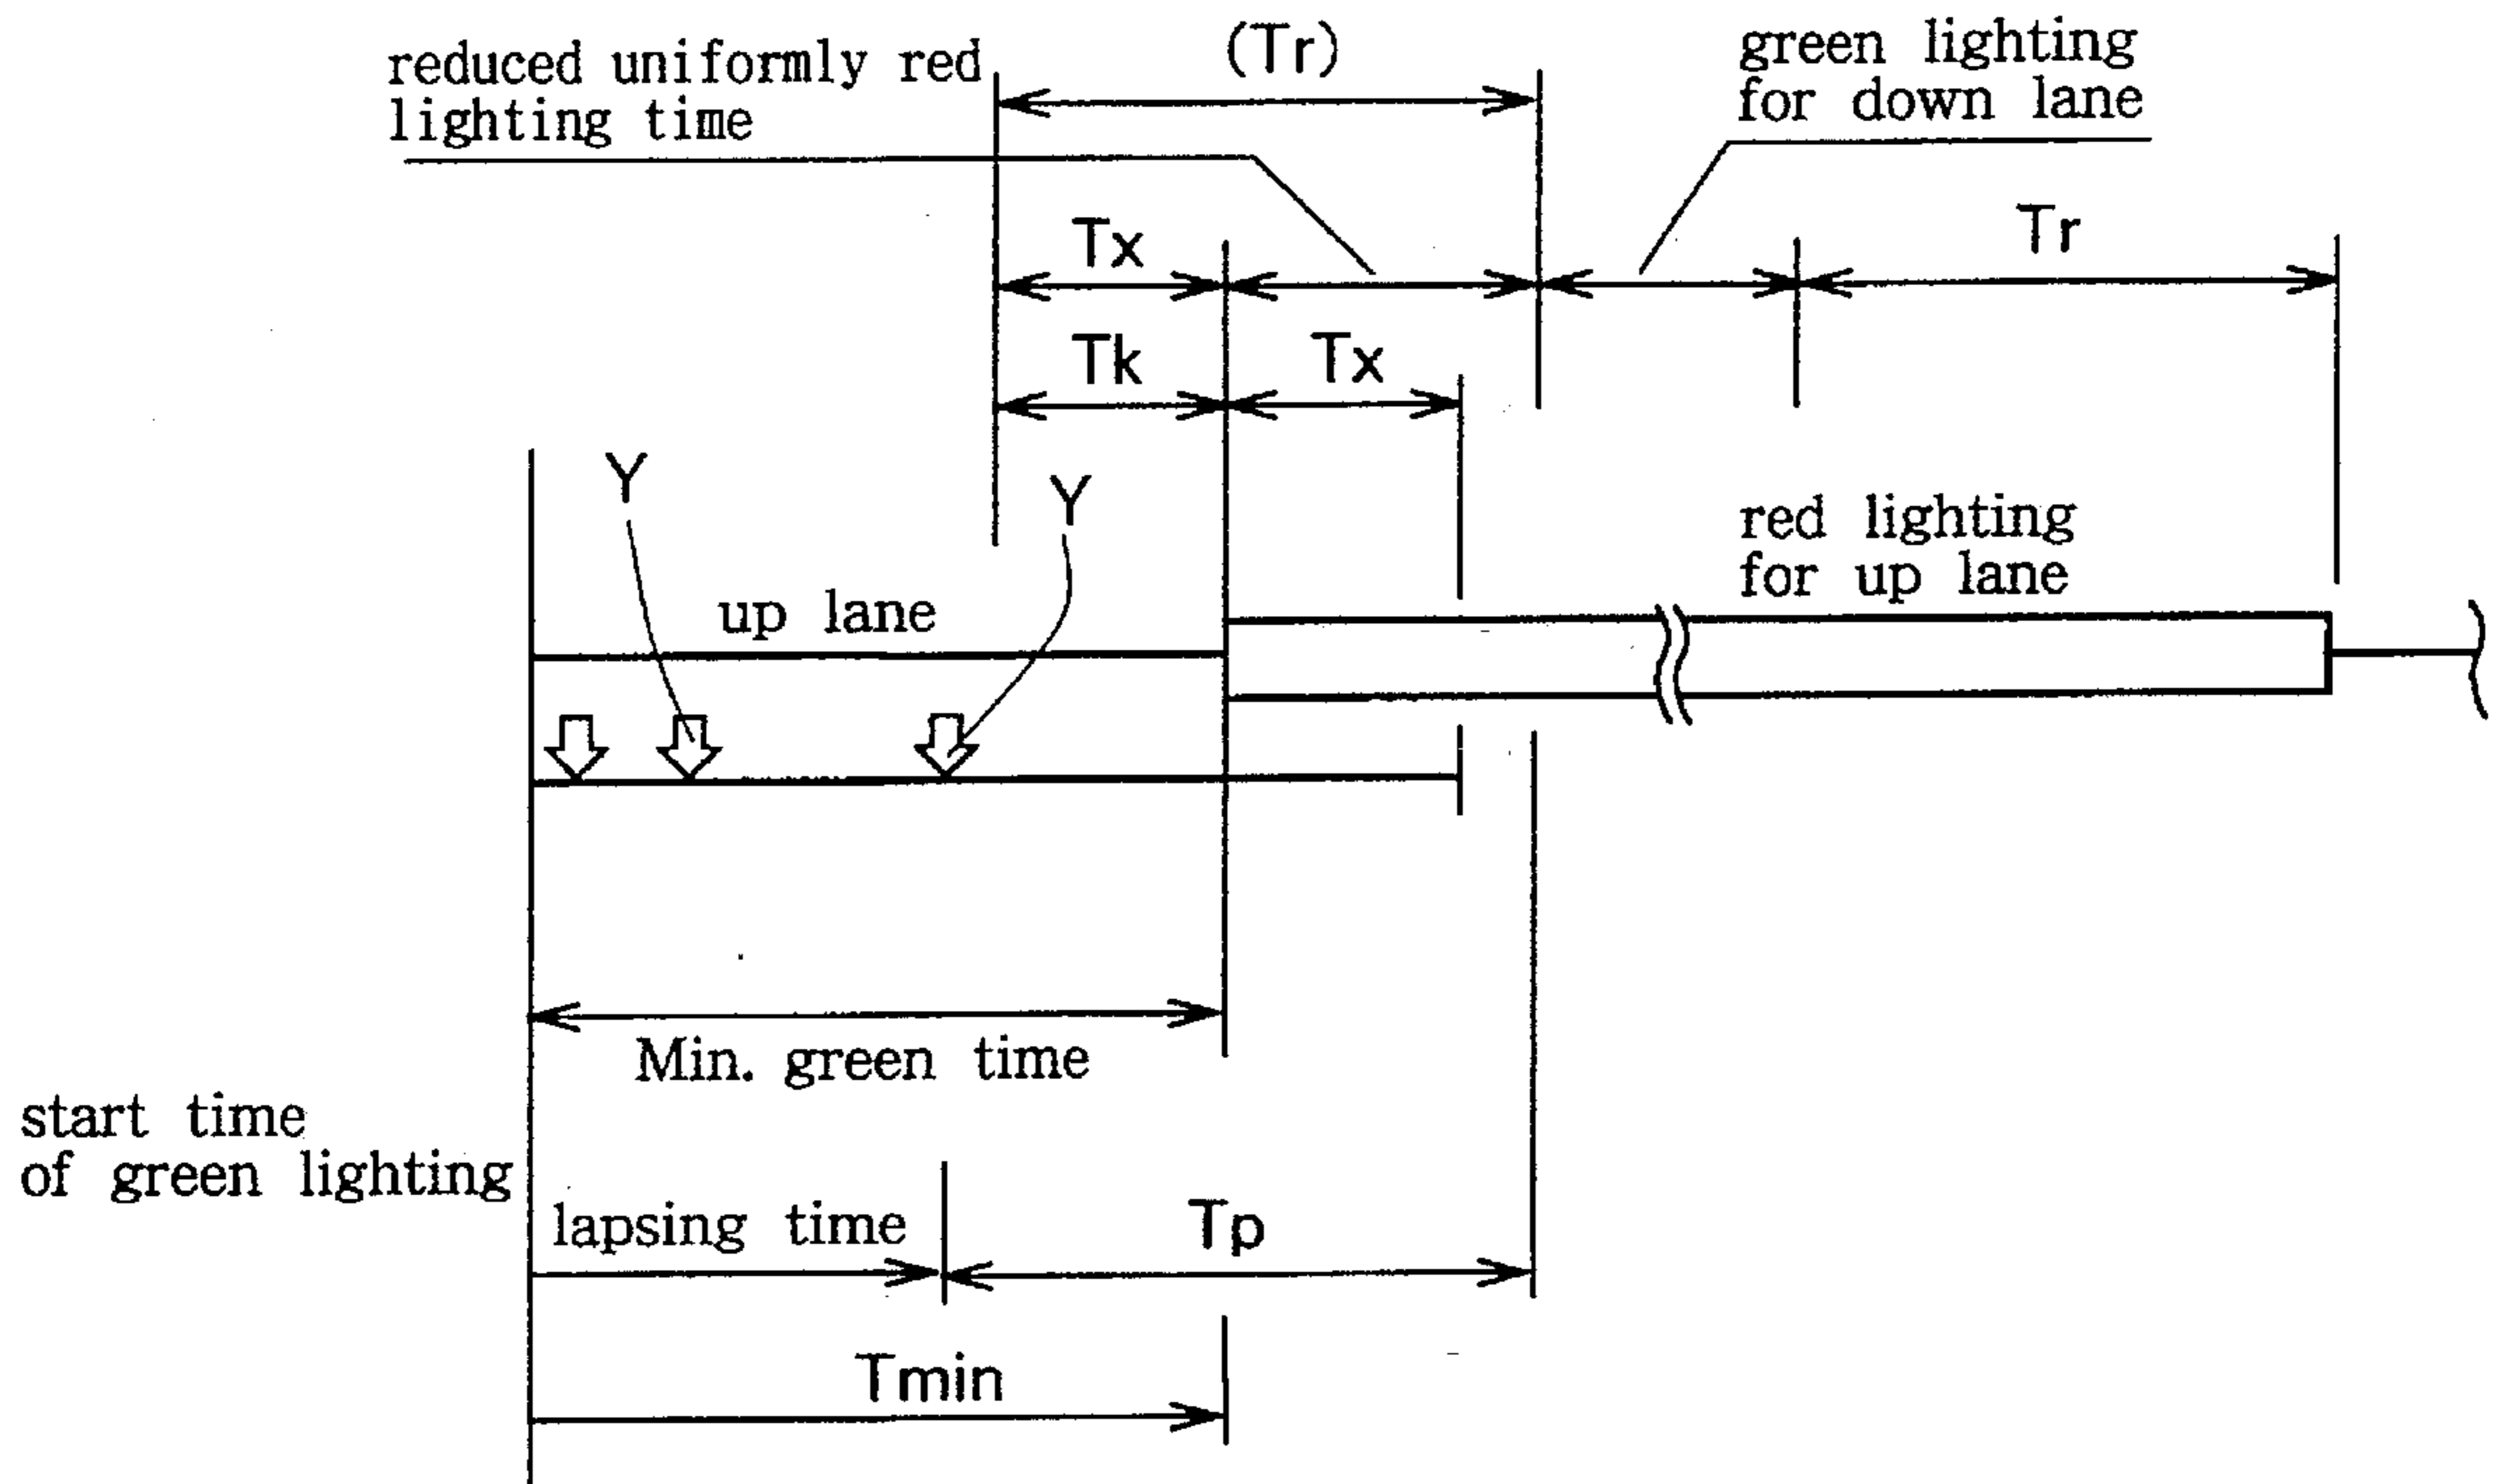 reduced uniformly red
lighting time
(Tr)
green lighting
for down lane
Tx
Tr
Tk
Tx
Y
Y
red lighting
for up lane
up lane
Min. green time
start time
of green lighting
lapsing time
Tp
Tmin